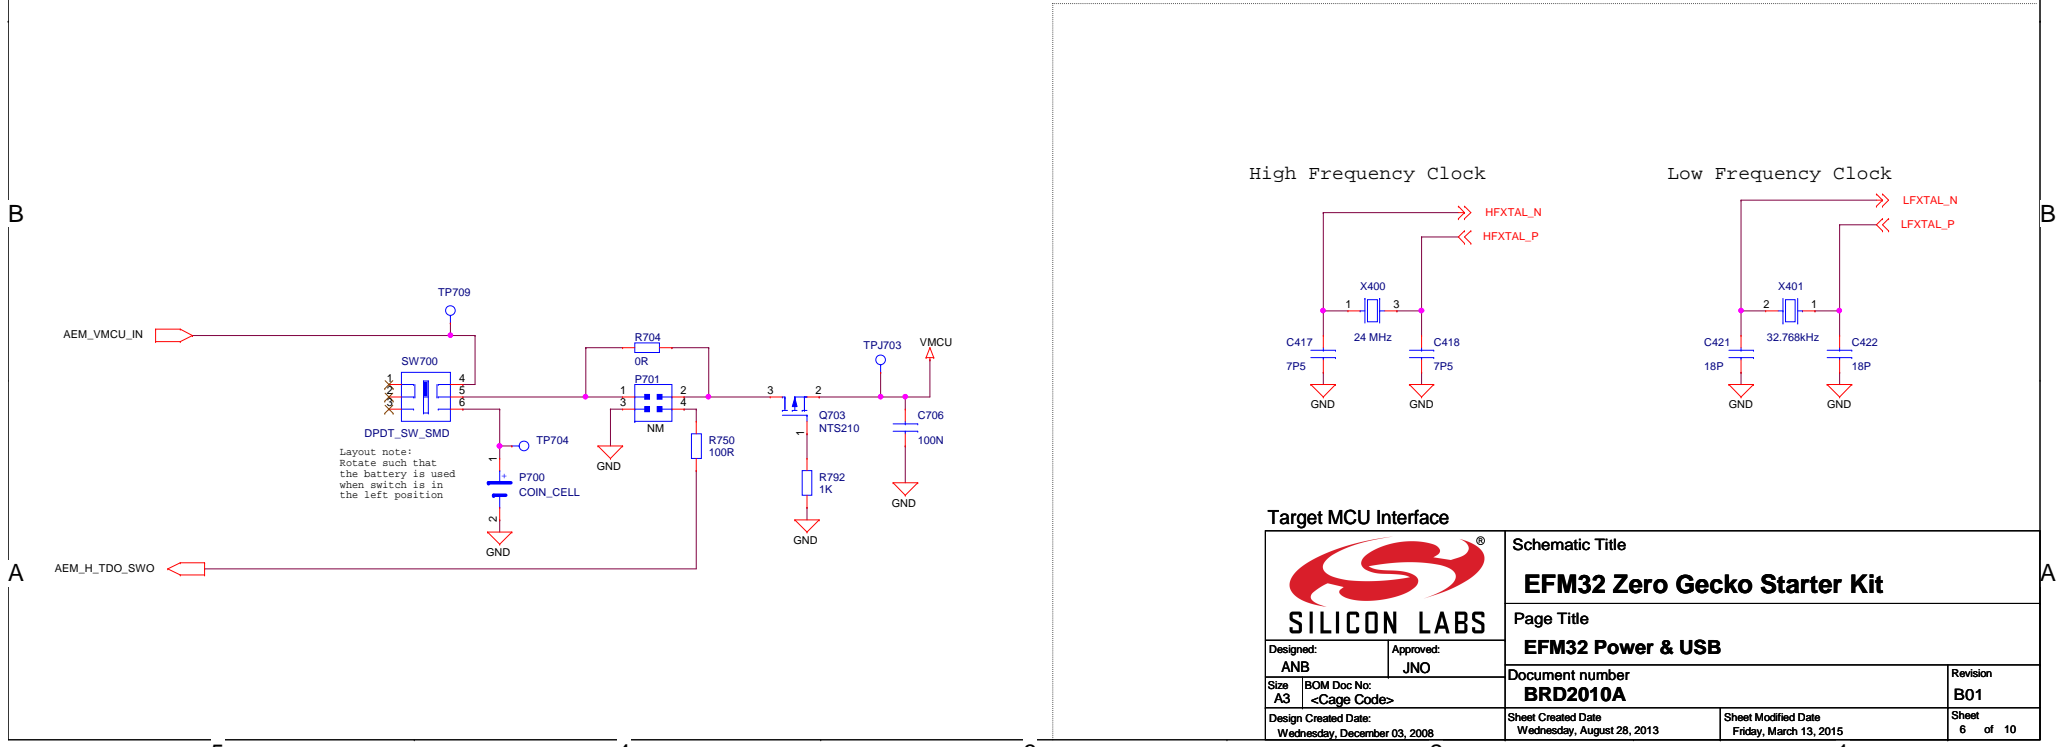 High Frequency Clock
Low Frequency Clock
HFXTAL_N
HFXTAL_P
LFXTAL_N
LFXTAL_P
B
B
X400
1
3
24 MHz
C417
7P5
C418
7P5
GND
GND
X401
2
1
32.768kHz
C421
18P
C422
18P
GND
GND
TP709
AEM_VMCU_IN
SW700
1
2
3
4
5
6
DPDT_SW_SMD
Layout note:
Rotate such that
the battery is used
when switch is in
the left position
TP704
1
+
P700
COIN_CELL
2
GND
R704
0R
P701
1
2
3
4
NM
GND
R750
100R
3
2
Q703
NTS210
1
R792
1K
GND
TPJ703
VMCU
C706
100N
GND
AEM_H_TDO_SWO
A
A
Target MCU Interface
®
SILICON LABS
Schematic Title
EFM32 Zero Gecko Starter Kit
Page Title
EFM32 Power & USB
Designed:
ANB
Approved:
JNO
Document number
BRD2010A
Revision
B01
Size
A3
BOM Doc No:
<Cage Code>
Design Created Date:
Wednesday, December 03, 2008
Sheet Created Date
Wednesday, August 28, 2013
Sheet Modified Date
Friday, March 13, 2015
Sheet
6 of 10